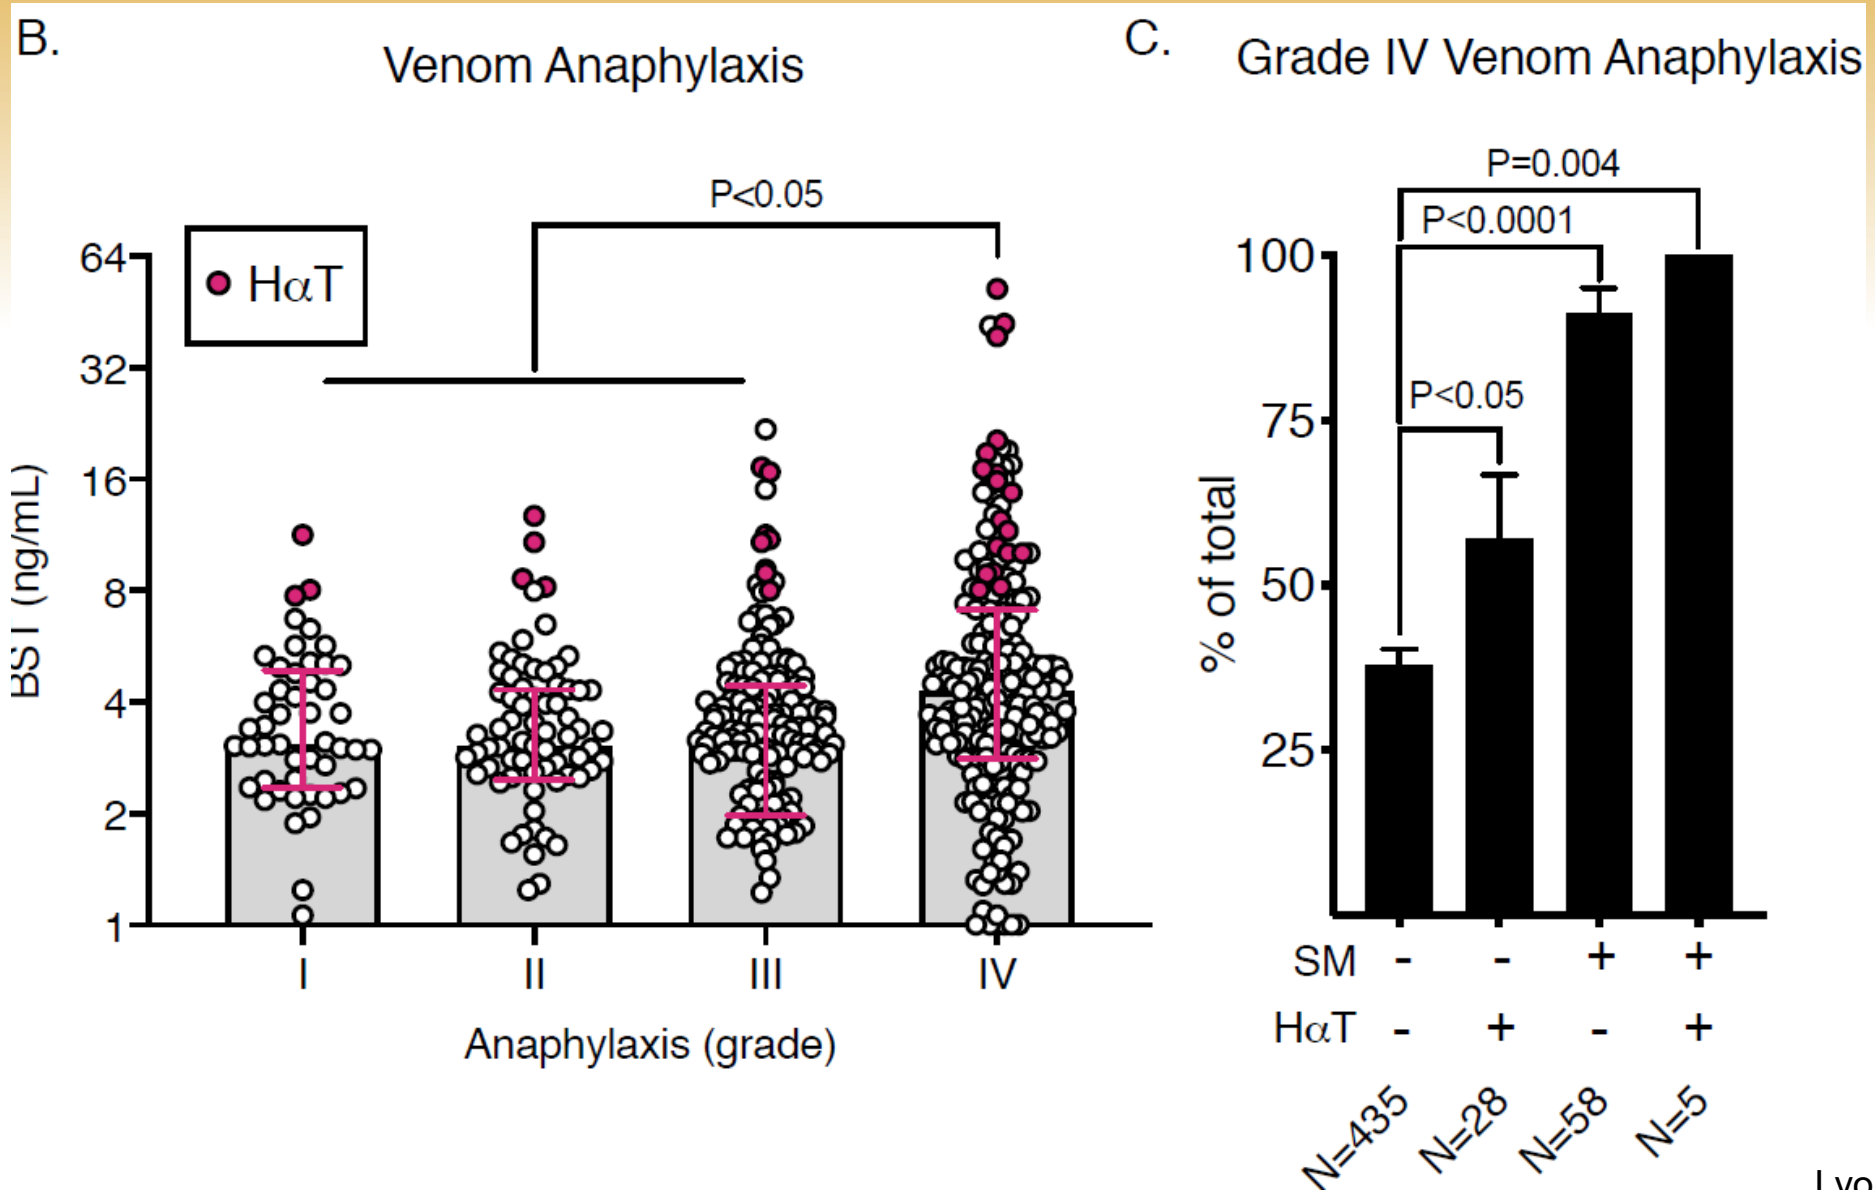 B.
Venom Anaphylaxis
P<0.05
HαT
64
32
16
8
4
2
1
BST (ng/mL)
I II III IV
Anaphylaxis (grade)
C.
Grade IV Venom Anaphylaxis
P=0.004
P<0.0001
P<0.05
100
75
50
25
% of total
SM - - + +
HαT - + - +
N=435 N=28 N=58 N=5